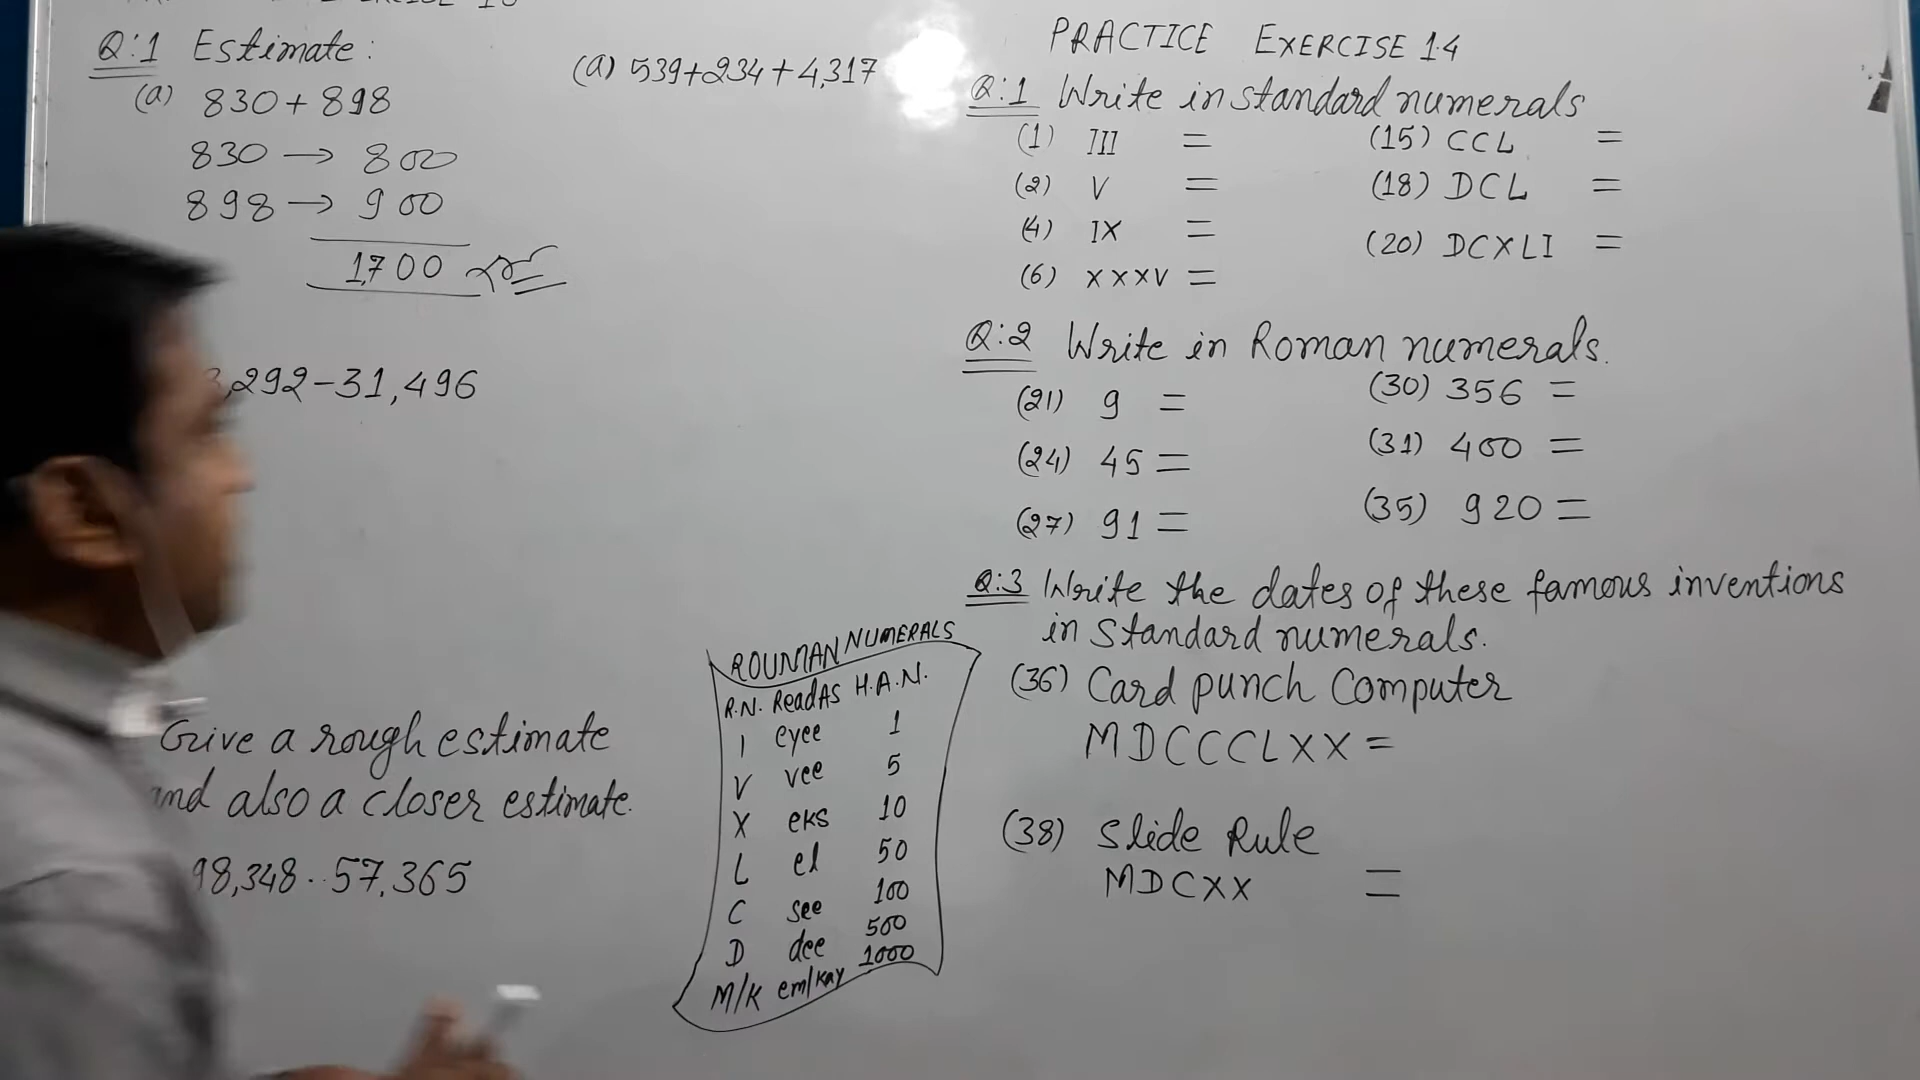 Q:1 Estimate:
(a) 830+898
830 → 800
898 → 900
1,700
,292-31,496
Give a rough estimate
and also a closer estimate.
98,348..57,365
(a) 539+234+4,317
ROUMAN NUMERALS
R.N. Read As H.A.N.
I eyee 1
V vee 5
X eks 10
L el 50
C see 100
D dee 500
M/K em/kay 1000
PRACTICE EXERCISE 1.4
Q:1 Write in standard numerals
(1) III = (15) CCL =
(2) V = (18) DCL =
(4) IX = (20) DCXLI =
(6) XXXV =
Q:2 Write in Roman numerals.
(21) 9 = (30) 356 =
(24) 45 = (31) 400 =
(27) 91 = (35) 920 =
Q:3 Write the dates of these famous inventions
in standard numerals.
(36) Card punch Computer
MDCCCLXX =
(38) Slide Rule
MDCXX =